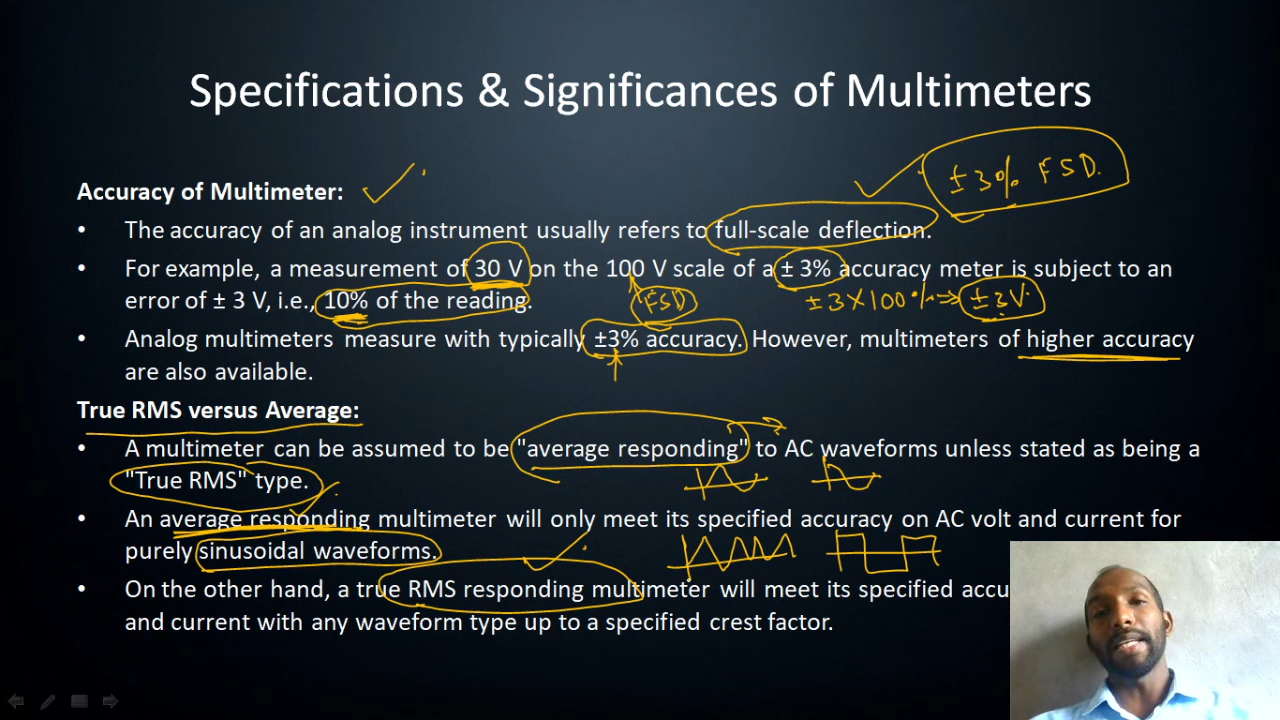 Specifications & Significances of Multimeters
±3% FSD.
Accuracy of Multimeter:
• The accuracy of an analog instrument usually refers to full-scale deflection.
• For example, a measurement of 30 V on the 100 V scale of a ± 3% accuracy meter is subject to an
error of ± 3 V, i.e., 10% of the reading.
FSD
±3×100% ⇒ ±3V.
• Analog multimeters measure with typically ±3% accuracy. However, multimeters of higher accuracy
are also available.
True RMS versus Average:
• A multimeter can be assumed to be "average responding" to AC waveforms unless stated as being a
"True RMS" type.
• An average responding multimeter will only meet its specified accuracy on AC volt and current for
purely sinusoidal waveforms.
• On the other hand, a true RMS responding multimeter will meet its specified accu
and current with any waveform type up to a specified crest factor.